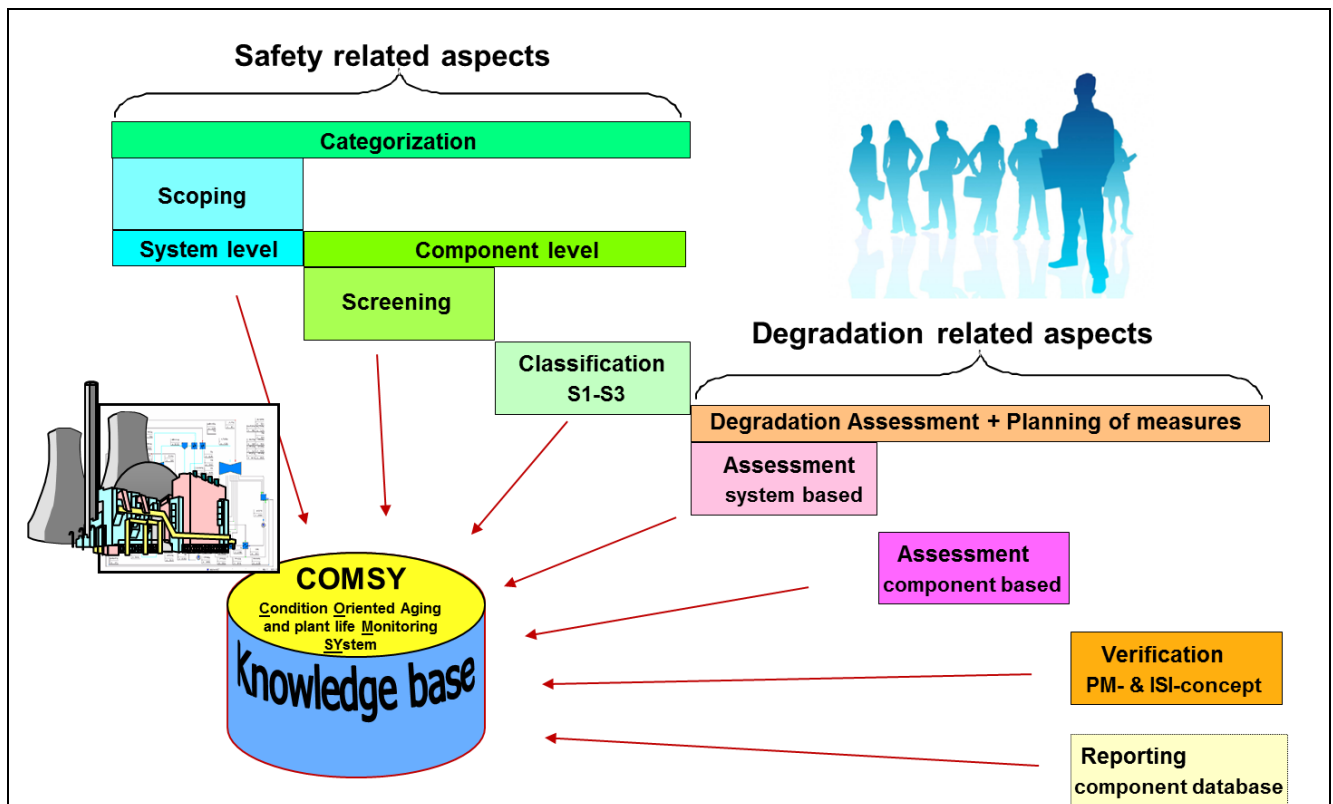 Safety related aspects
Categorization
Scoping
System level
Component level
Screening
Classification
S1-S3
Degradation related aspects
Degradation Assessment + Planning of measures
Assessment
system based
Assessment
component based
Verification
PM- & ISI-concept
Reporting
component database
COMSY
Condition Oriented Aging
and plant life Monitoring
SYstem
Knowledge base